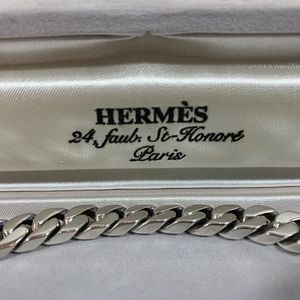 HERMÈS
24, faub. St-Honoré
Paris